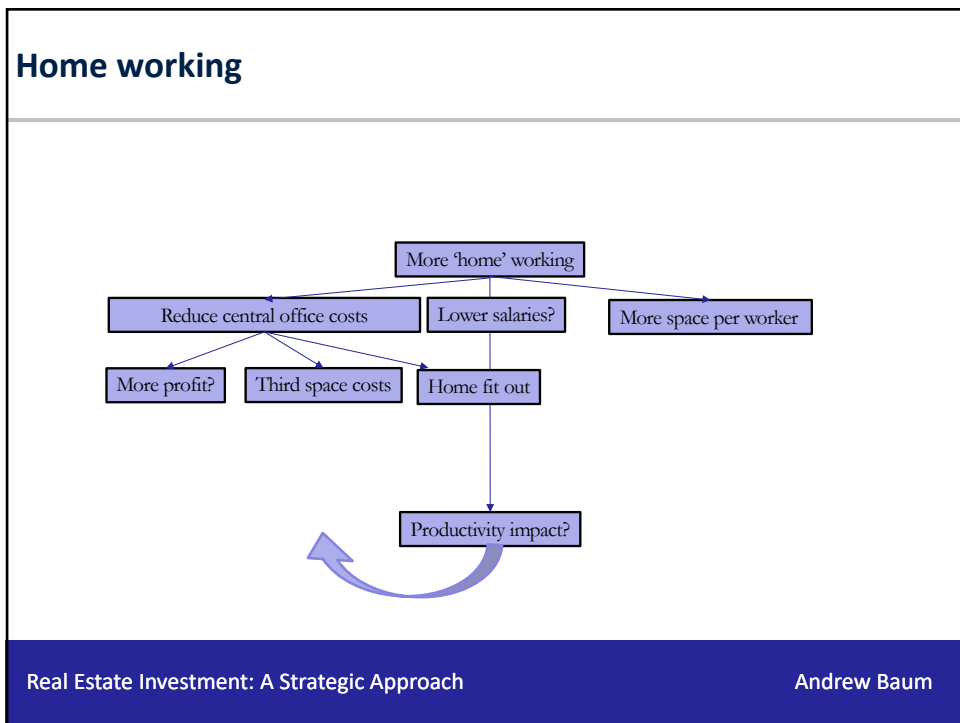 Home working
More ‘home’ working
Reduce central office costs
Lower salaries?
More space per worker
More profit?
Third space costs
Home fit out
Productivity impact?
Real Estate Investment: A Strategic Approach
Andrew Baum